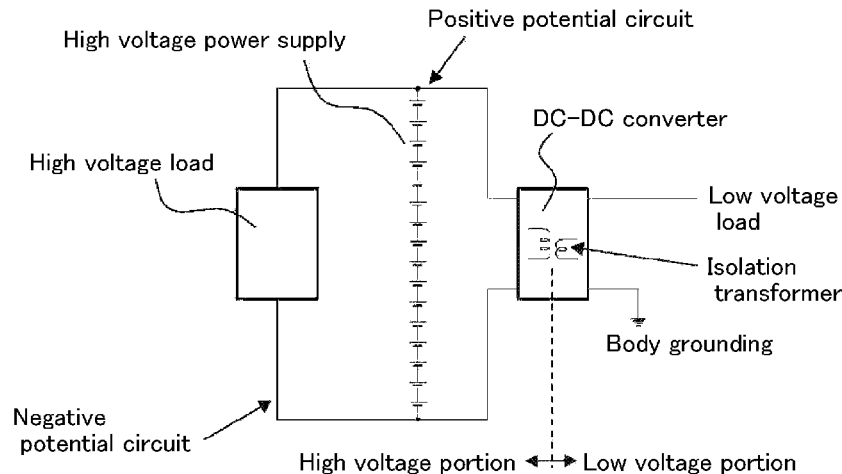 Positive potential circuit
High voltage power supply
DC-DC converter
High voltage load
Low voltage
load
Isolation
transformer
Body grounding
Negative
potential circuit
High voltage portion
Low voltage portion